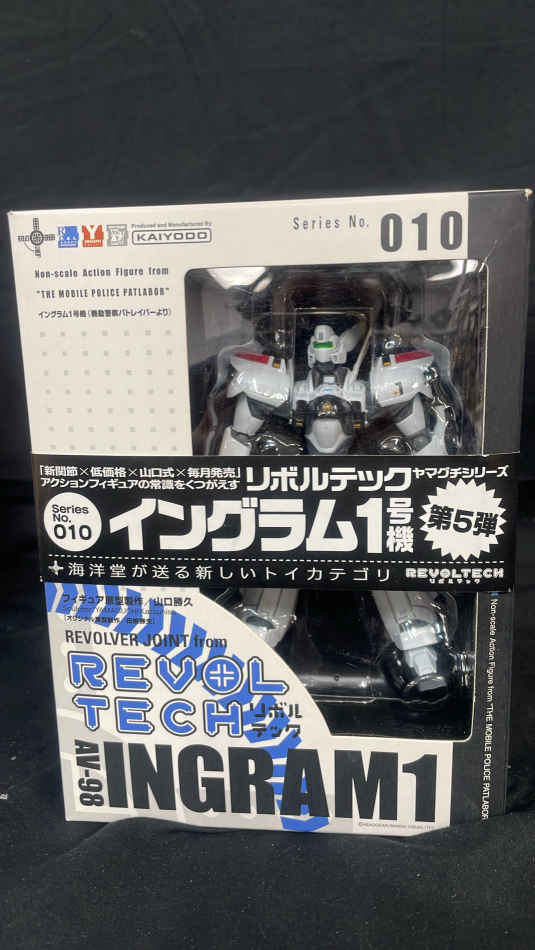 Produced and Manufactured by
KAIYODO
Series No. 010
Non-scale Action Figure from
"THE MOBILE POLICE PATLABOR"
イングラム1号機(機動警察パトレイバーより)
「新関節×低価格×山口式×毎月発売」
アクションフィギュアの常識をくつがえす
リボルテック ヤマグチシリーズ
Series No. 010
イングラム1号機
第5弾
海洋堂が送る新しいトイカテゴリ
REVOLTECH
フィギュア原型製作/山口勝久
REVOLVER JOINT from
REVOL
TECH リボルテック
AV-98
INGRAM1
Non-scale Action Figure from "THE MOBILE POLICE PATLABOR